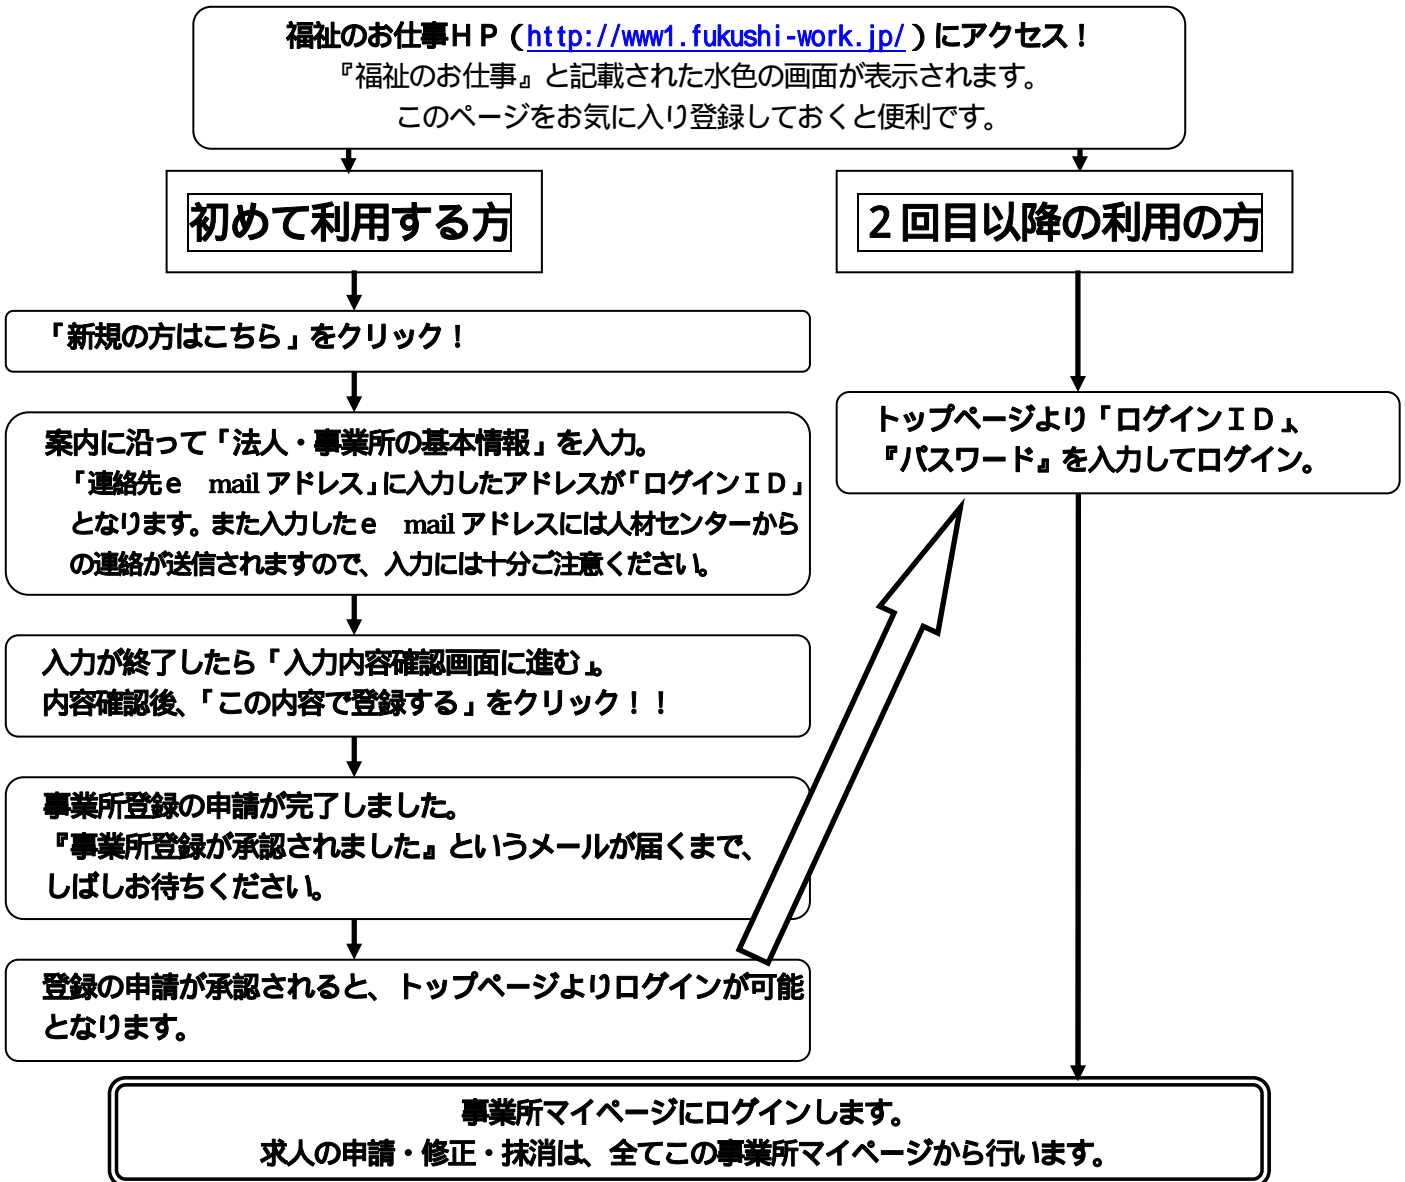 福祉のお仕事ＨＰ（http://www1.fukushi-work.jp/）にアクセス！
『福祉のお仕事』と記載された水色の画面が表示されます。
このページをお気に入り登録しておくと便利です。
初めて利用する方
「新規の方はこちら」をクリック！
案内に沿って「法人・事業所の基本情報」を入力。
「連絡先ｅ　mail アドレス」に入力したアドレスが「ログインＩＤ」
となります。また入力したｅ　mail アドレスには人材センターから
の連絡が送信されますので、入力には十分ご注意ください。
入力が終了したら「入力内容確認画面に進む」。
内容確認後、「この内容で登録する」をクリック！！
事業所登録の申請が完了しました。
『事業所登録が承認されました』というメールが届くまで、
しばしお待ちください。
登録の申請が承認されると、トップページよりログインが可能
となります。
２回目以降の利用の方
トップページより「ログインＩＤ」、
『パスワード』を入力してログイン。
事業所マイページにログインします。
求人の申請・修正・抹消は、全てこの事業所マイページから行います。